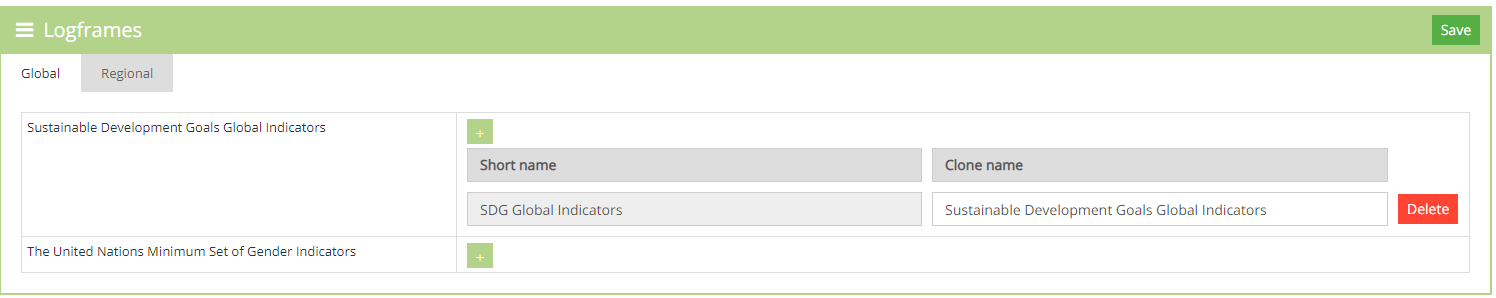 Logframes
Save
Global
Regional
Sustainable Development Goals Global Indicators
+
Short name
Clone name
SDG Global Indicators
Sustainable Development Goals Global Indicators
Delete
The United Nations Minimum Set of Gender Indicators
+